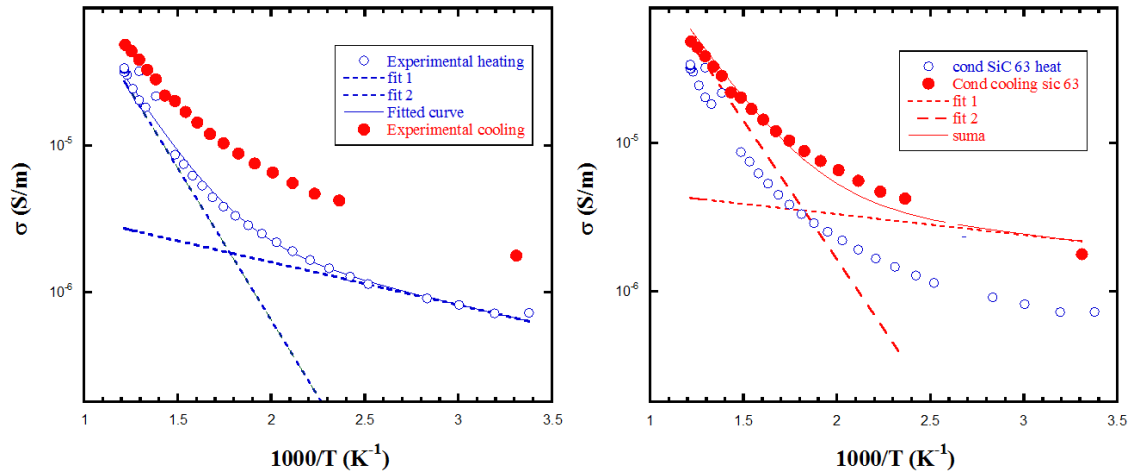 Experimental heating
fit 1
fit 2
Fitted curve
Experimental cooling
10⁻⁵
10⁻⁶
σ (S/m)
1 1.5 2 2.5 3 3.5
1000/T (K⁻¹)
cond SiC 63 heat
Cond cooling sic 63
fit 1
fit 2
suma
10⁻⁵
10⁻⁶
σ (S/m)
1 1.5 2 2.5 3 3.5
1000/T (K⁻¹)